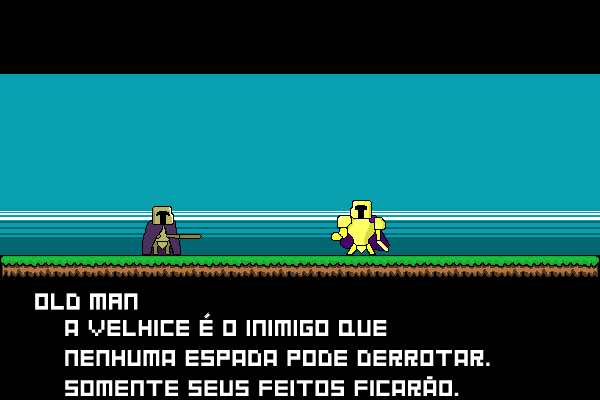 OLD MAN
A VELHICE É O INIMIGO QUE
NENHUMA ESPADA PODE DERROTAR.
SOMENTE SEUS FEITOS FICARÃO.